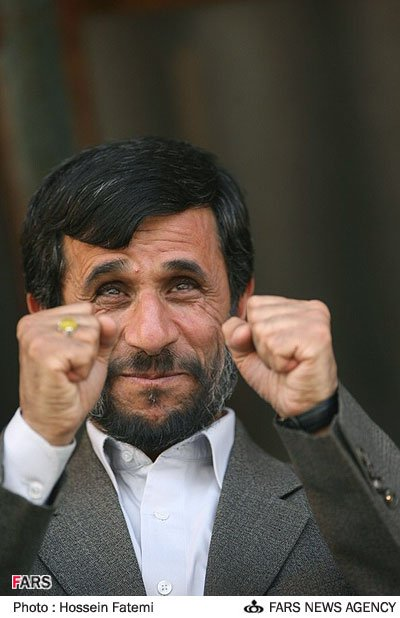 FARS
Photo : Hossein Fatemi
FARS NEWS AGENCY